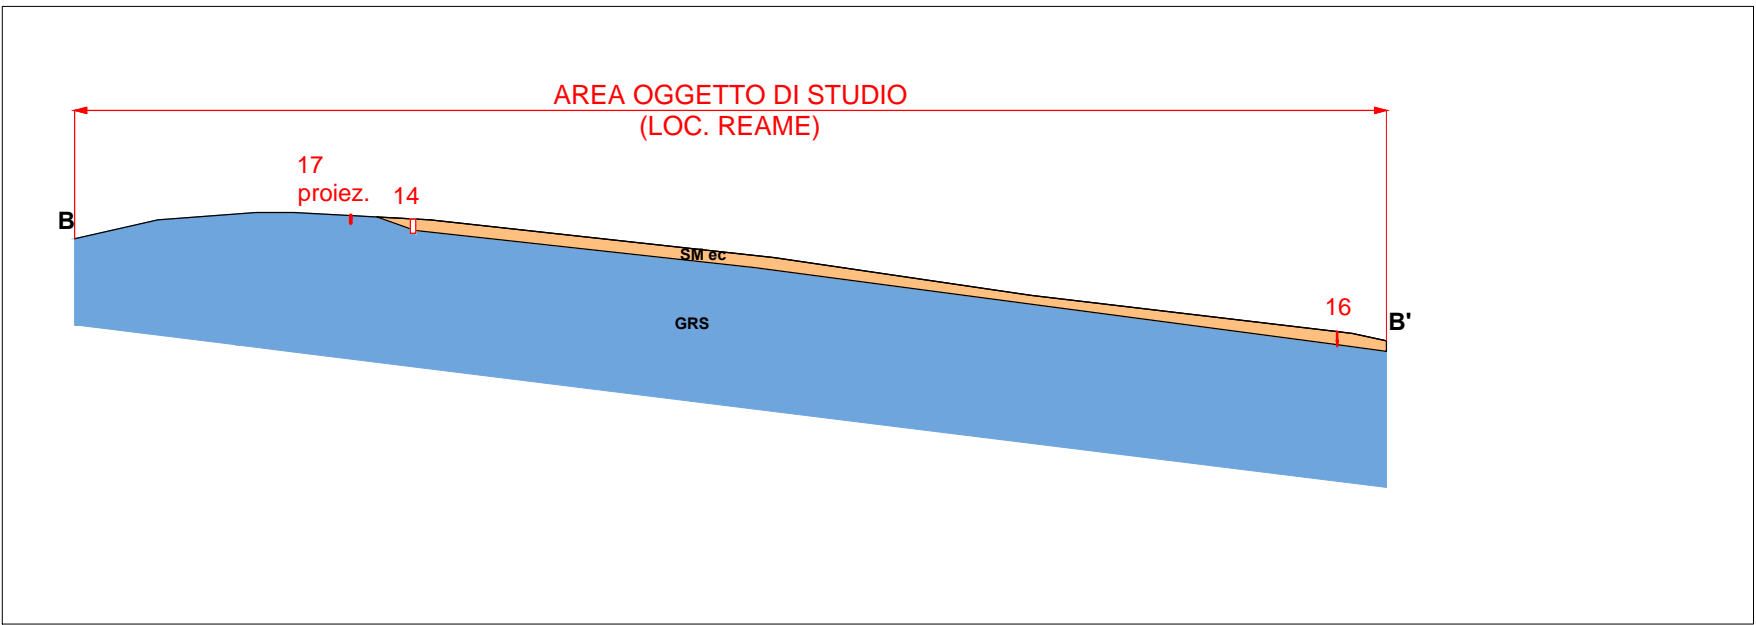 AREA OGGETTO DI STUDIO
(LOC. REAME)
17
proiez.
14
B
SM ec
GRS
16
B'